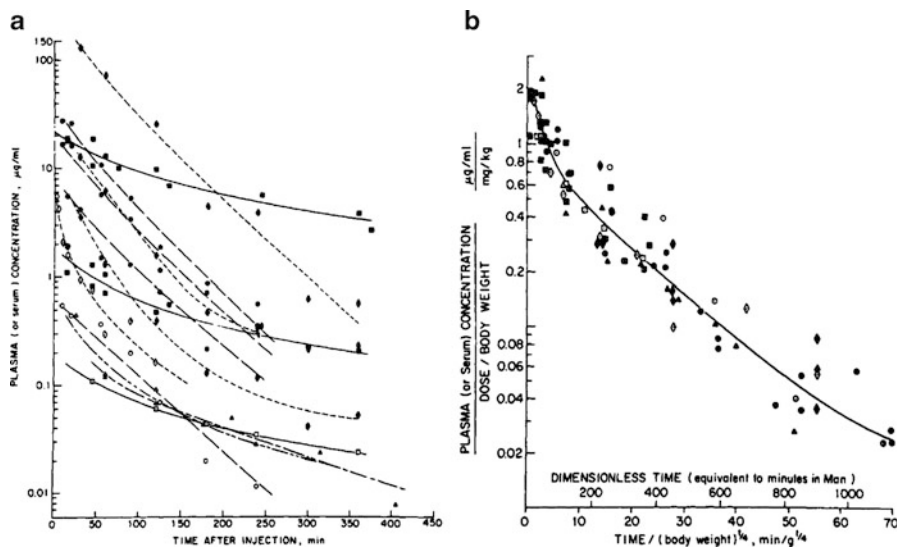 a
150
100
10
1
0.1
0.01
PLASMA (or serum) CONCENTRATION, µg/ml
0 50 100 150 200 250 300 350 400 450
TIME AFTER INJECTION, min
b
2
1
0.8
0.6
0.4
0.2
0.1
0.08
0.06
0.04
0.02
PLASMA (or Serum) CONCENTRATION
DOSE / BODY WEIGHT
µg/ml
mg/kg
DIMENSIONLESS TIME (equivalent to minutes in Man)
200 400 600 800 1000
0 10 20 30 40 50 60 70
TIME / (body weight)¼, min/g¼